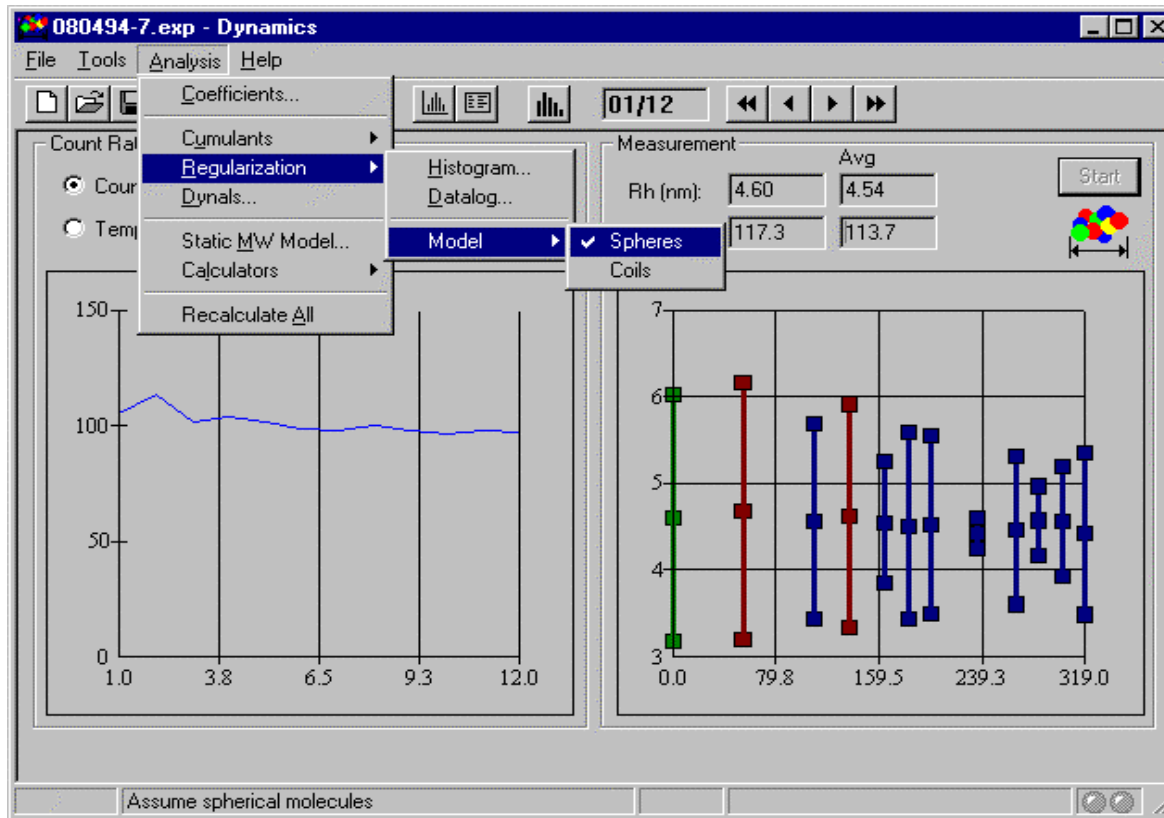 080494-7.exp - Dynamics
File Tools Analysis Help
01/12
Coefficients...
Cumulants
Regularization
Dynals...
Static MW Model...
Calculators
Recalculate All
Histogram...
Datalog...
Model
Spheres
Coils
Count Ra
Coun
Temp
150
100
50
0
1.0 3.8 6.5 9.3 12.0
Measurement
Avg
Rh (nm): 4.60 4.54
117.3 113.7
Start
7
6
5
4
3
0.0 79.8 159.5 239.3 319.0
Assume spherical molecules